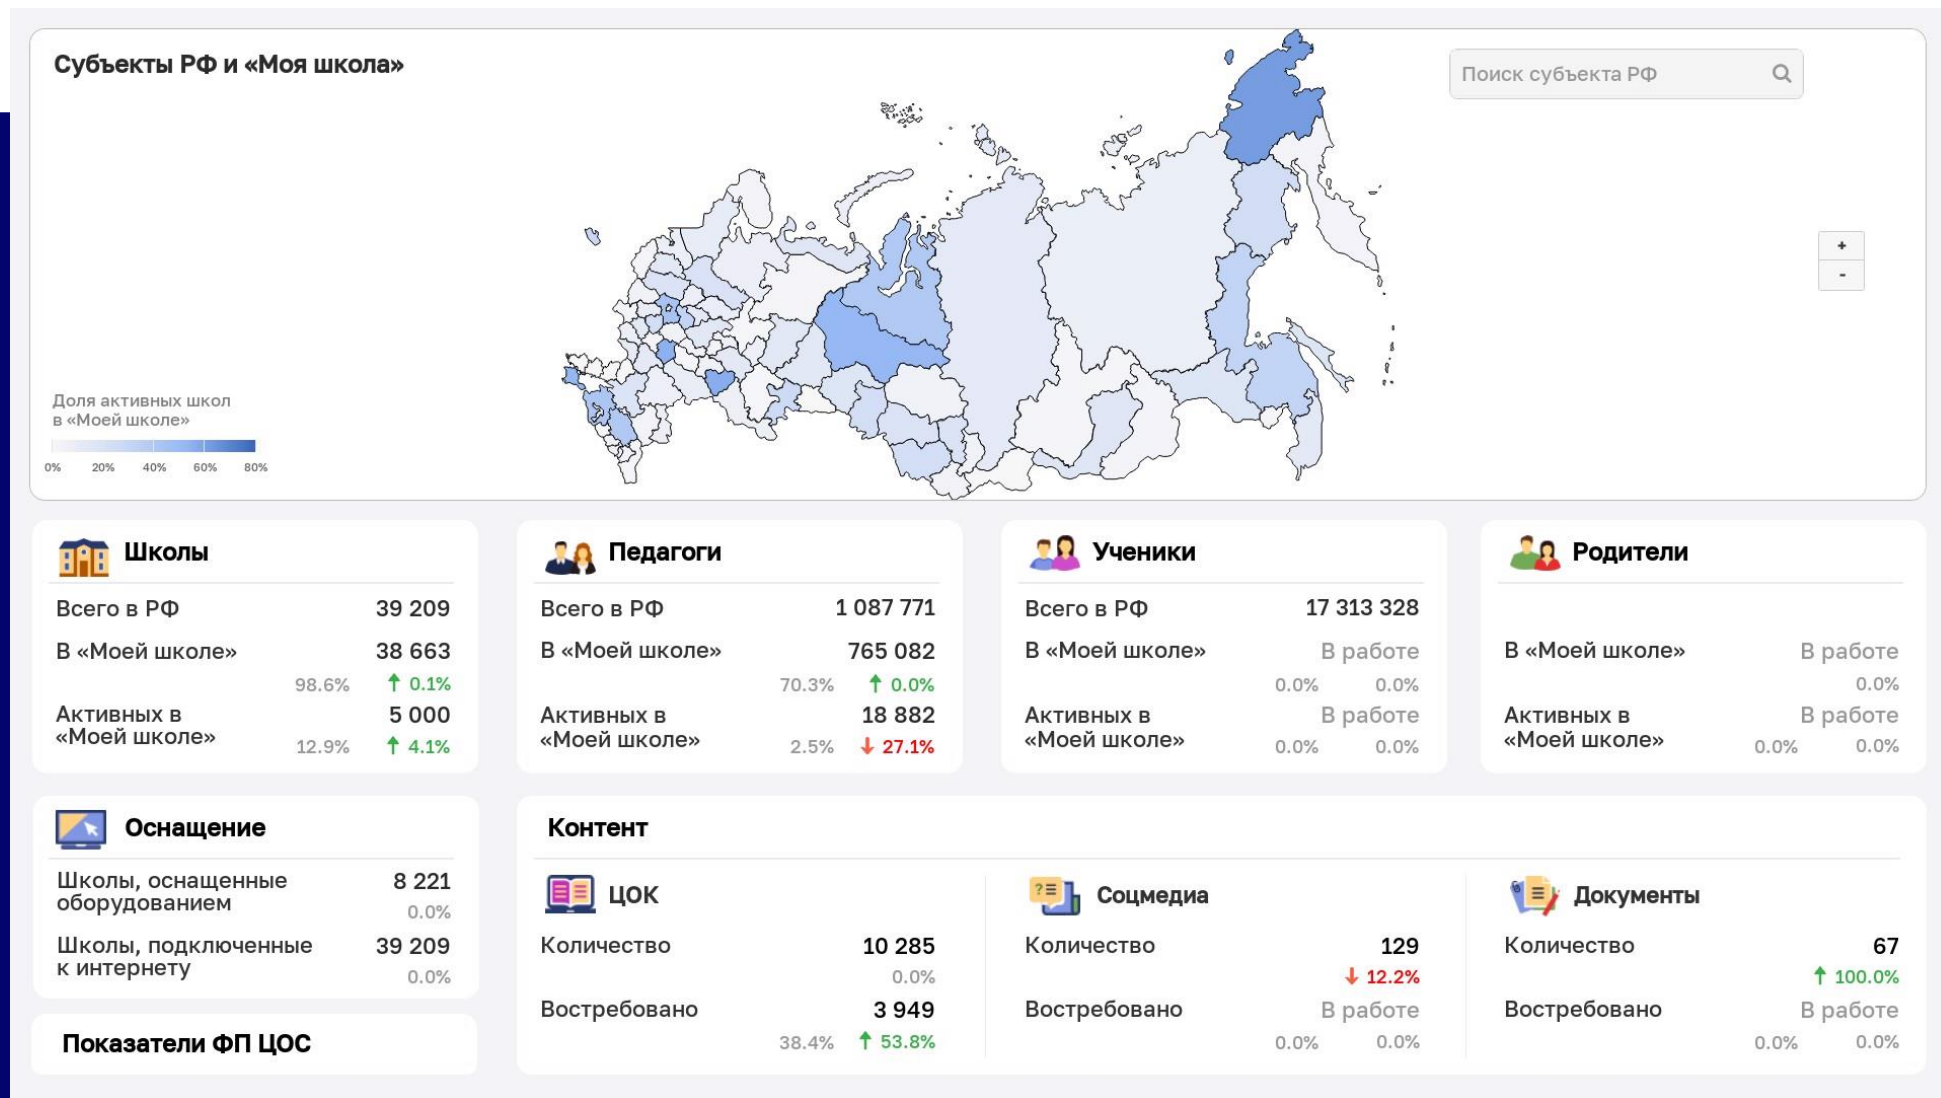 Субъекты РФ и «Моя школа»
Поиск субъекта РФ
+
-
Доля активных школ
в «Моей школе»
0% 20% 40% 60% 80%
Школы
Всего в РФ 39 209
В «Моей школе» 38 663
98.6% ↑ 0.1%
Активных в 5 000
«Моей школе» 12.9% ↑ 4.1%
Педагоги
Всего в РФ 1 087 771
В «Моей школе» 765 082
70.3% ↑ 0.0%
Активных в 18 882
«Моей школе» 2.5% ↓ 27.1%
Ученики
Всего в РФ 17 313 328
В «Моей школе» В работе
0.0% 0.0%
Активных в В работе
«Моей школе» 0.0% 0.0%
Родители
В «Моей школе» В работе
0.0%
Активных в В работе
«Моей школе» 0.0% 0.0%
Оснащение
Школы, оснащенные 8 221
оборудованием 0.0%
Школы, подключенные 39 209
к интернету 0.0%
Показатели ФП ЦОС
Контент
ЦОК
Количество 10 285
0.0%
Востребовано 3 949
38.4% ↑ 53.8%
Соцмедиа
Количество 129
↓ 12.2%
Востребовано В работе
0.0% 0.0%
Документы
Количество 67
↑ 100.0%
Востребовано В работе
0.0% 0.0%